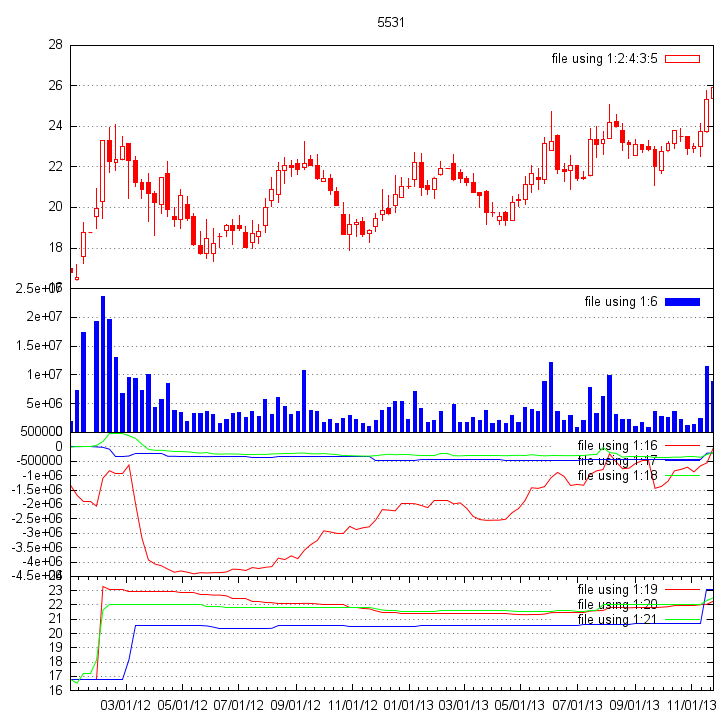 5531
28
file using 1:2:4:3:5
26
24
22
20
18
16
2.5e+07
file using 1:6
2e+07
1.5e+07
1e+07
5e+06
0
500000
file using 1:16
0
file using 1:17
-500000
file using 1:18
-1e+06
-1.5e+06
-2e+06
-2.5e+06
-3e+06
-3.5e+06
-4e+06
-4.5e+06
24
file using 1:19
23
file using 1:20
22
file using 1:21
21
20
19
18
17
16
03/01/12 05/01/12 07/01/12 09/01/12 11/01/12 01/01/13 03/01/13 05/01/13 07/01/13 09/01/13 11/01/13